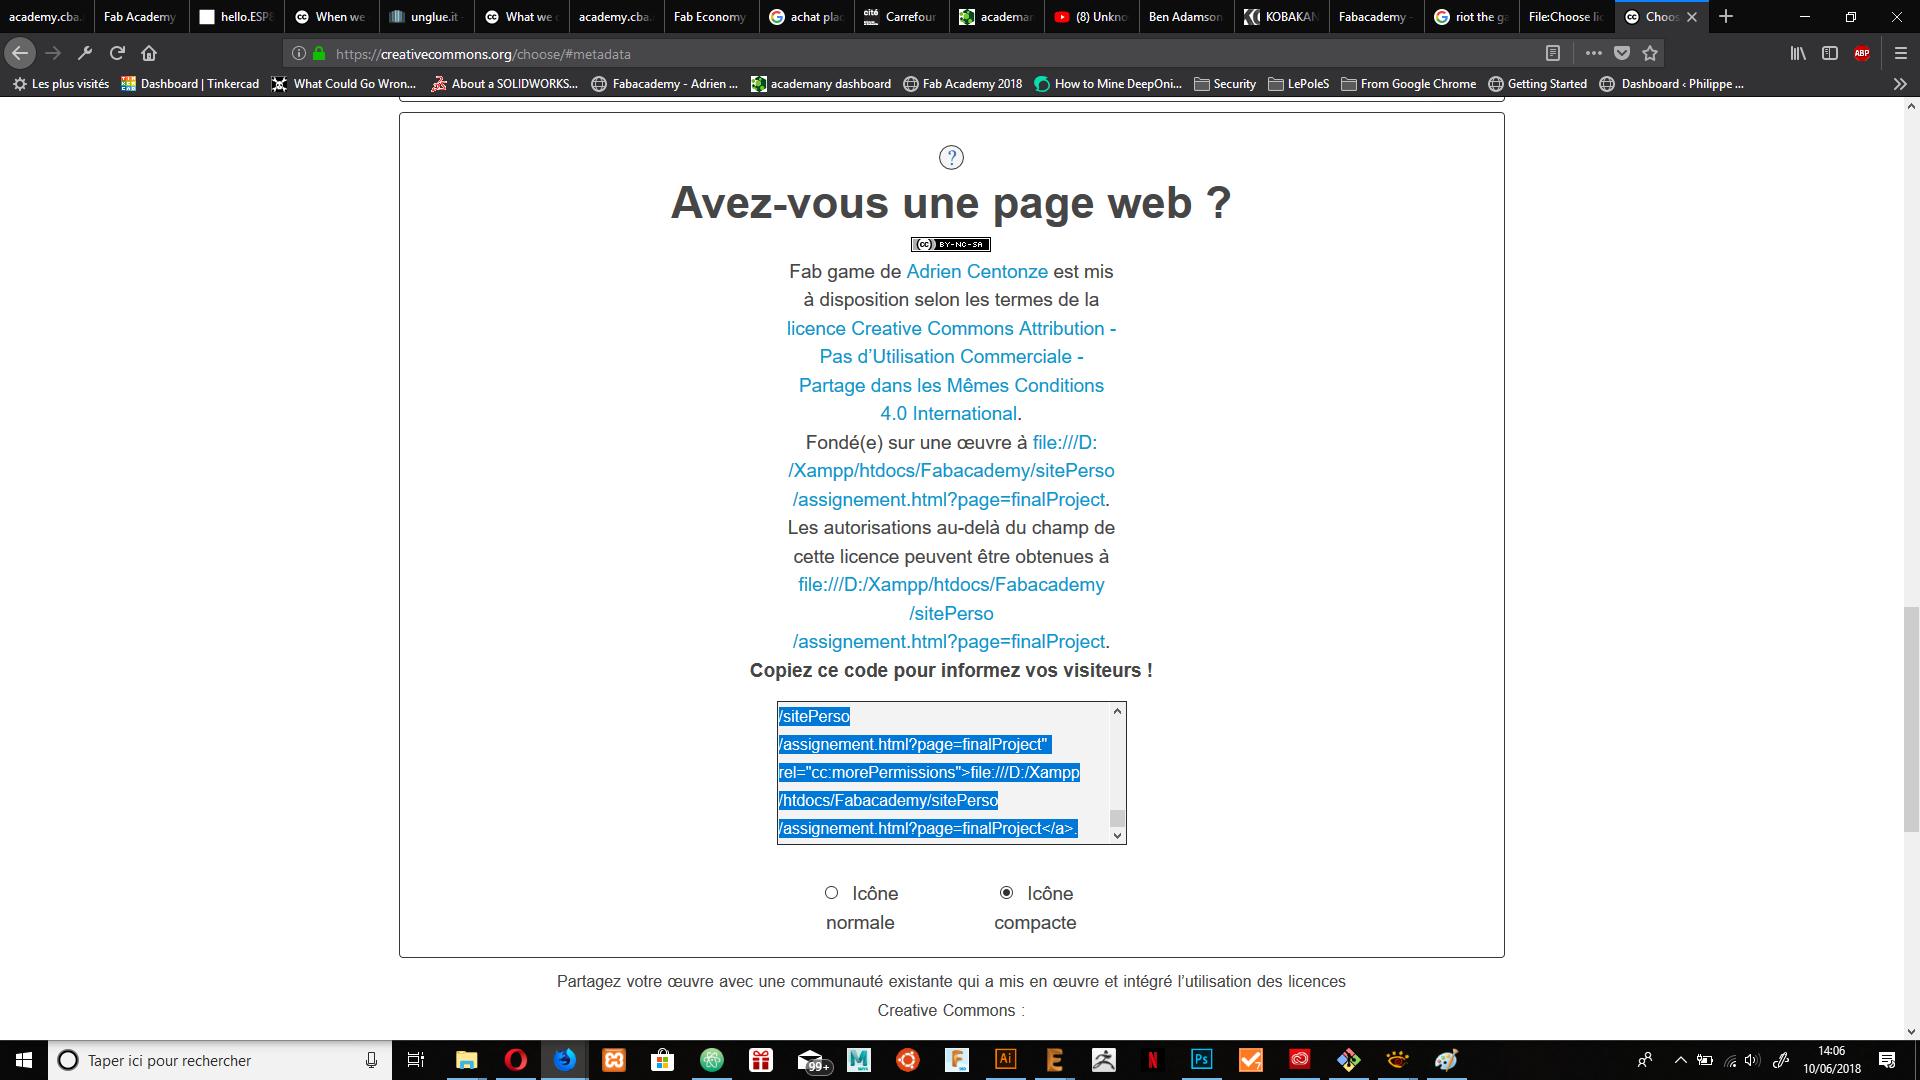 academy.cba.
Fab Academy
hello.ESP8
When we
unglue.it -
What we c
academy.cba.
Fab Economy
achat plac
cité
Carrefour
academan
(8) Unkno
Ben Adamson
KOBAKAN
Fabacademy -
riot the ga
File:Choose lic
Choos
https://creativecommons.org/choose/#metadata
ABP
Les plus visités
Dashboard | Tinkercad
What Could Go Wron...
About a SOLIDWORKS...
Fabacademy - Adrien ...
academany dashboard
Fab Academy 2018
How to Mine DeepOni...
Security
LePoleS
From Google Chrome
Getting Started
Dashboard ‹ Philippe ...
?
Avez-vous une page web ?
cc BY-NC-SA
Fab game de Adrien Centonze est mis
à disposition selon les termes de la
licence Creative Commons Attribution -
Pas d’Utilisation Commerciale -
Partage dans les Mêmes Conditions
4.0 International.
Fondé(e) sur une œuvre à file:///D:
/Xampp/htdocs/Fabacademy/sitePerso
/assignement.html?page=finalProject.
Les autorisations au-delà du champ de
cette licence peuvent être obtenues à
file:///D:/Xampp/htdocs/Fabacademy
/sitePerso
/assignement.html?page=finalProject.
Copiez ce code pour informez vos visiteurs !
/sitePerso
/assignement.html?page=finalProject"
rel="cc:morePermissions">file:///D:/Xampp
/htdocs/Fabacademy/sitePerso
/assignement.html?page=finalProject</a>.
Icône
normale
Icône
compacte
Partagez votre œuvre avec une communauté existante qui a mis en œuvre et intégré l’utilisation des licences
Creative Commons :
Taper ici pour rechercher
99+
14:06
10/06/2018